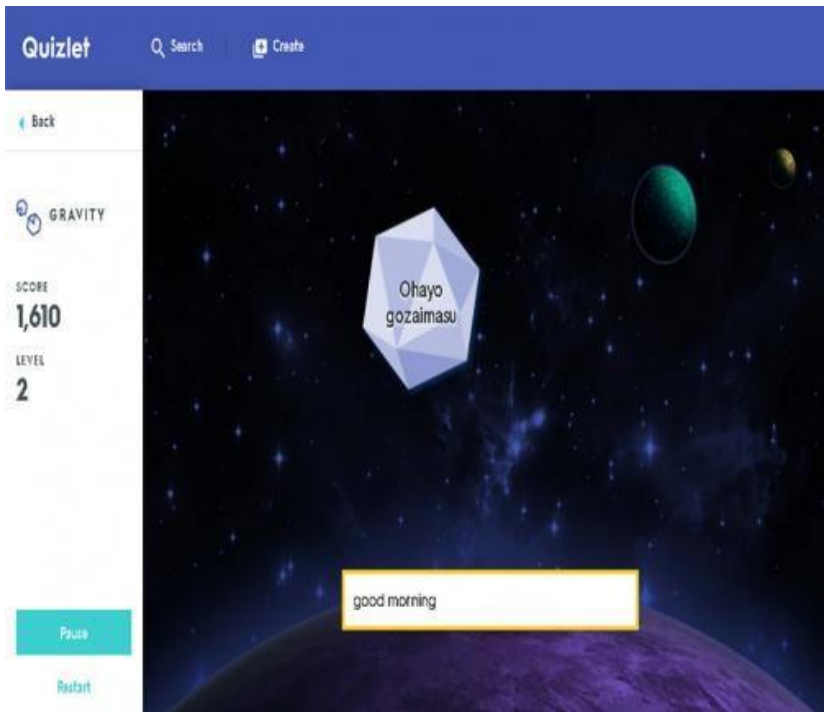 Quizlet
Search
Create
Back
GRAVITY
SCORE
1,610
LEVEL
2
Ohayo
gozaimasu
good morning
Pause
Restart